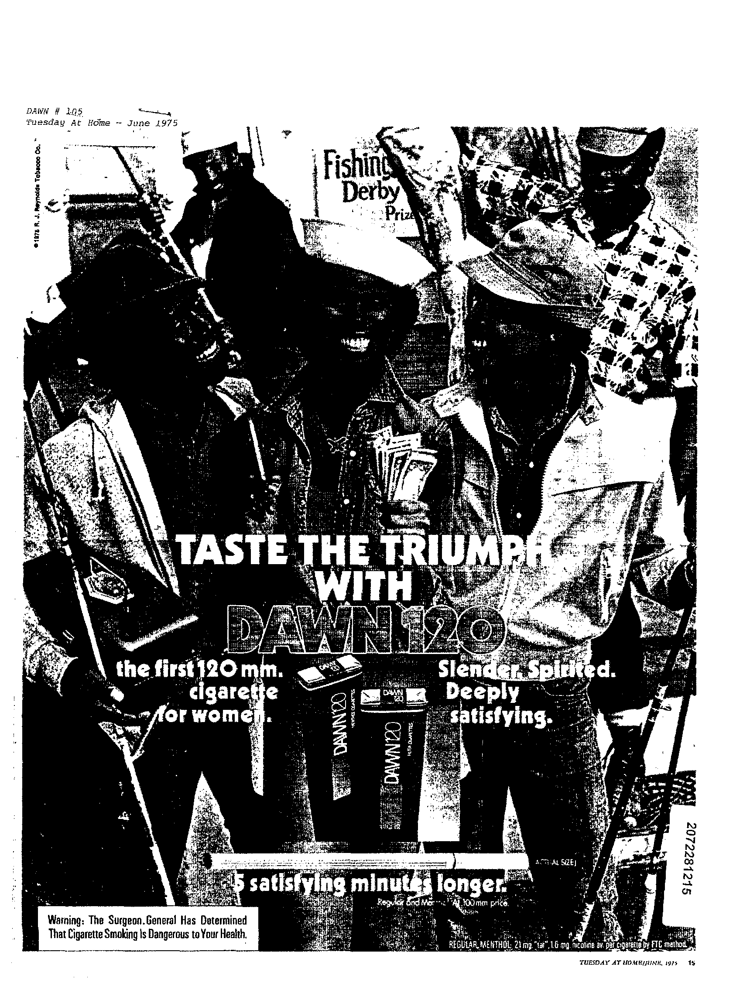 DAWN # 105
Tuesday At Home -- June 1975
©1975 R. J. Reynolds Tobacco Co.
Fishing
Derby
Prize
TASTE THE TRIUMPH
WITH
DAWN 120
the first 120 mm.
cigarette
for women.
Slender. Spirited.
Deeply
satisfying.
DAWN
120
DAWN 120
DAWN 120
ACTUAL SIZE
5 satisfying minutes longer.
Regular and Menthol. At 100mm price.
Warning: The Surgeon General Has Determined
That Cigarette Smoking Is Dangerous to Your Health.
REGULAR, MENTHOL: 21 mg. "tar", 1.6 mg. nicotine av. per cigarette by FTC method.
2072281215
TUESDAY AT HOME/JUNE, 1975 15